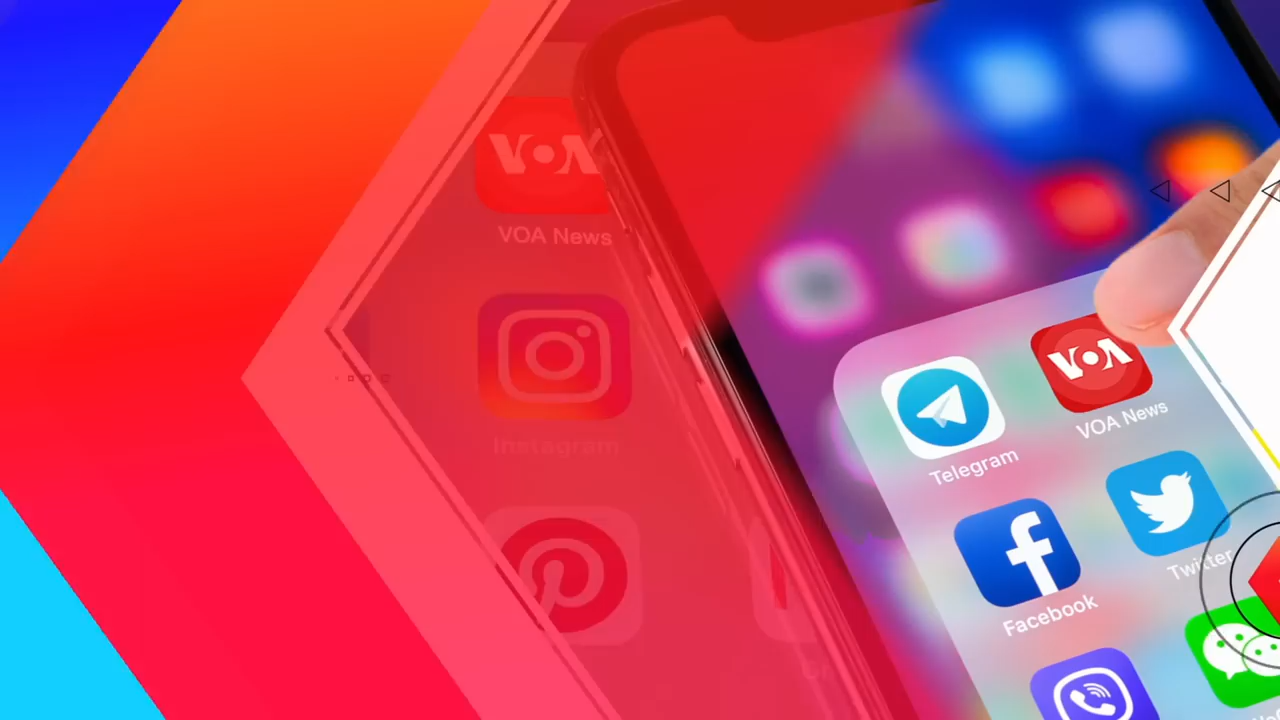 VOA
VOA News
Instagram
VOA
VOA News
Telegram
Twitter
Facebook